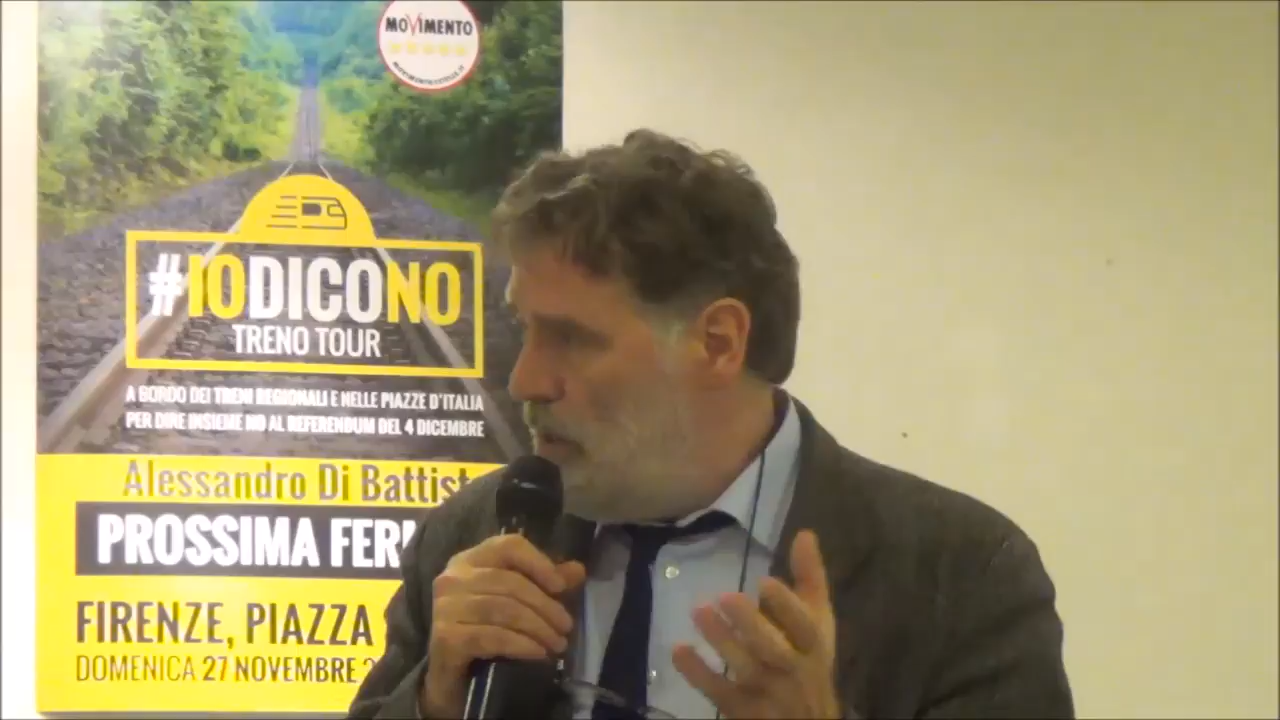 MOVIMENTO
#IODICONO
TRENO TOUR
A BORDO DEI TRENI REGIONALI E NELLE PIAZZE D'ITALIA
PER DIRE INSIEME NO AL REFERENDUM DEL 4 DICEMBRE
Alessandro Di Battist
PROSSIMA FER
FIRENZE, PIAZZA
DOMENICA 27 NOVEMBRE 2